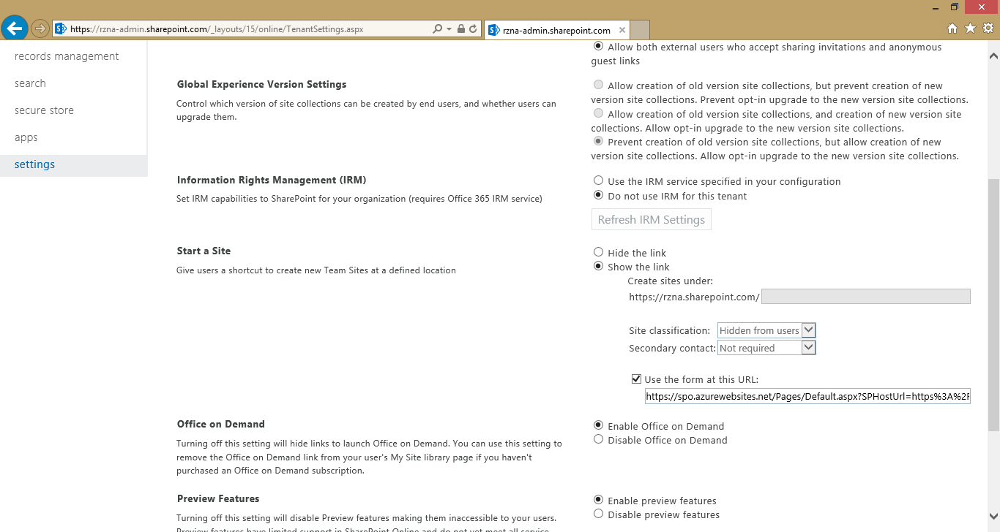 https://rzna-admin.sharepoint.com/_layouts/15/online/TenantSettings.aspx
rzna-admin.sharepoint.com
records management
search
secure store
apps
settings
Allow both external users who accept sharing invitations and anonymous
guest links
Global Experience Version Settings
Control which version of site collections can be created by end users, and whether users can
upgrade them.
Allow creation of old version site collections, but prevent creation of new
version site collections. Prevent opt-in upgrade to the new version site collections.
Allow creation of old version site collections, and creation of new version site
collections. Allow opt-in upgrade to the new version site collections.
Prevent creation of old version site collections, but allow creation of new
version site collections. Allow opt-in upgrade to the new version site collections.
Information Rights Management (IRM)
Set IRM capabilities to SharePoint for your organization (requires Office 365 IRM service)
Use the IRM service specified in your configuration
Do not use IRM for this tenant
Refresh IRM Settings
Start a Site
Give users a shortcut to create new Team Sites at a defined location
Hide the link
Show the link
Create sites under:
https://rzna.sharepoint.com/
Site classification: Hidden from users
Secondary contact: Not required
Use the form at this URL:
https://spo.azurewebsites.net/Pages/Default.aspx?SPHostUrl=https%3A%2F
Office on Demand
Turning off this setting will hide links to launch Office on Demand. You can use this setting to
remove the Office on Demand link from your user's My Site library page if you haven't
purchased an Office on Demand subscription.
Enable Office on Demand
Disable Office on Demand
Preview Features
Turning off this setting will disable Preview features making them inaccessible to your users.
Preview features have limited support in SharePoint Online and do not yet meet all service
Enable preview features
Disable preview features